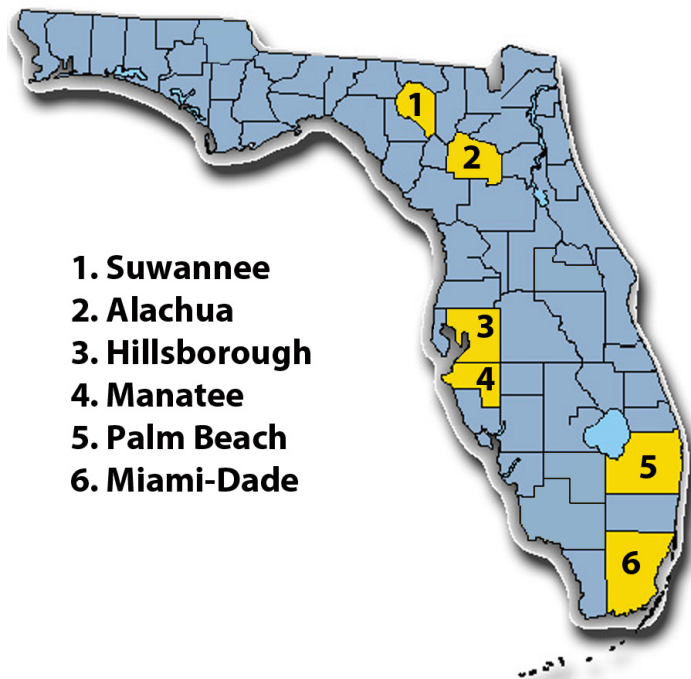 1
2
1. Suwannee
2. Alachua
3. Hillsborough
4. Manatee
5. Palm Beach
6. Miami-Dade
3
4
5
6